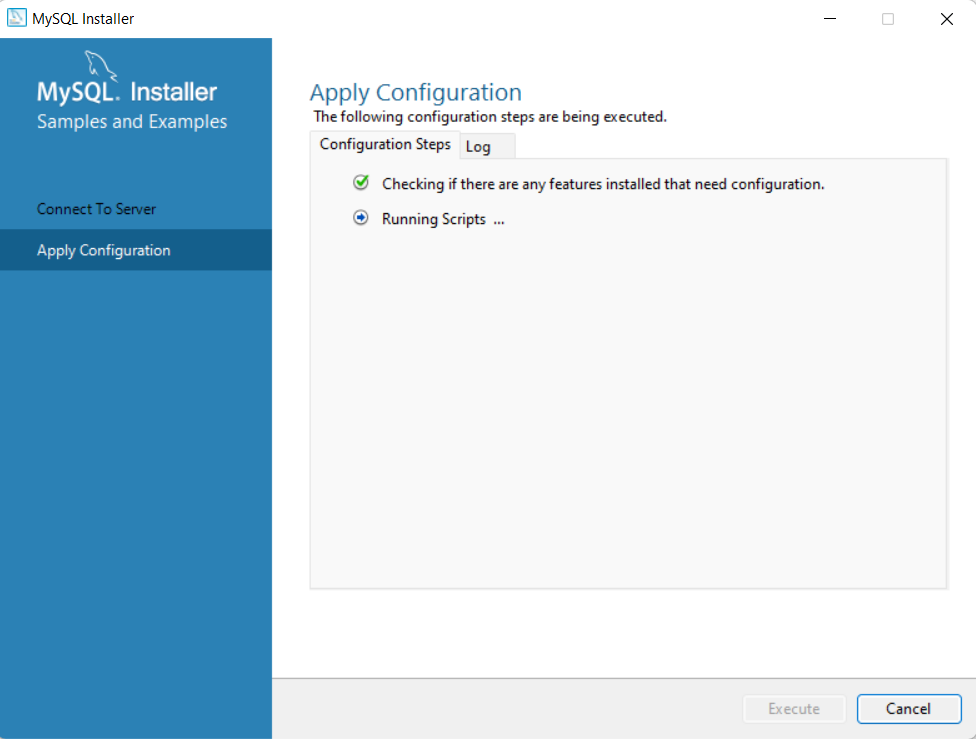 MySQL Installer
MySQL. Installer
Samples and Examples
Connect To Server
Apply Configuration
Apply Configuration
The following configuration steps are being executed.
Configuration Steps Log
Checking if there are any features installed that need configuration.
Running Scripts ...
Execute Cancel